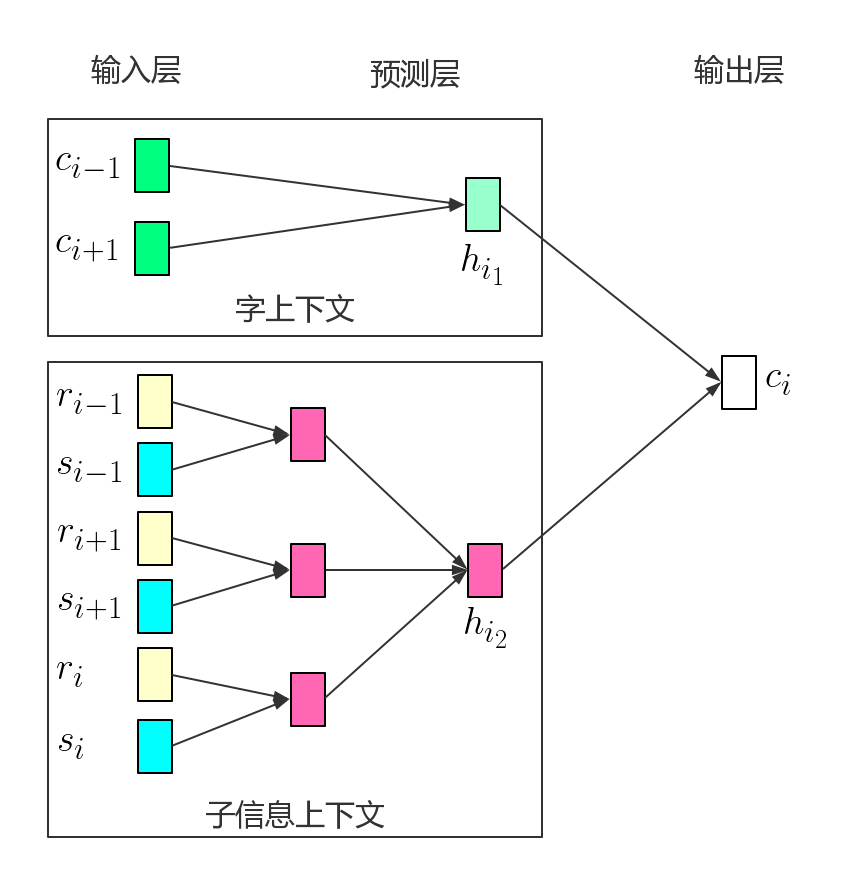 输入层
预测层
输出层
c_{i-1}
c_{i+1}
h_{i_1}
字上下文
c_i
r_{i-1}
s_{i-1}
r_{i+1}
s_{i+1}
h_{i_2}
r_i
s_i
子信息上下文